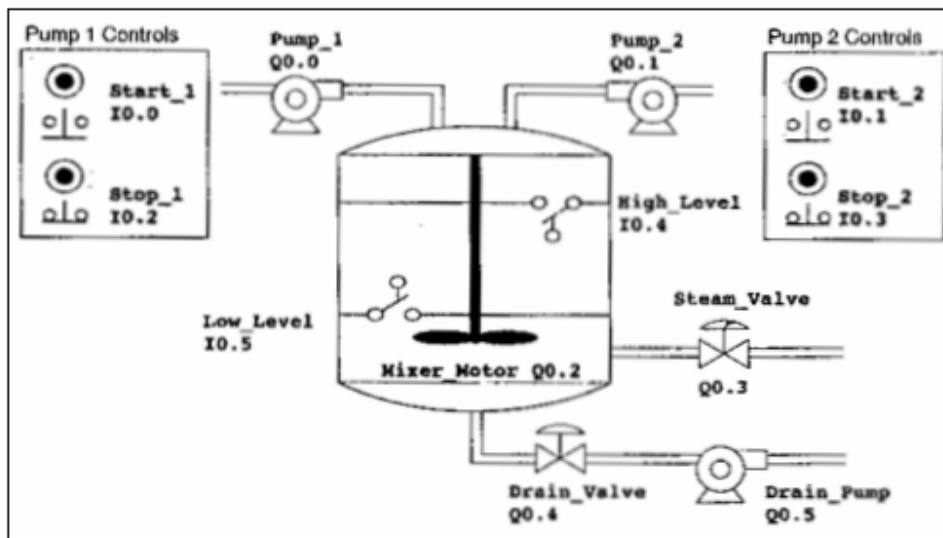 Pump 1 Controls
Start_1
I0.0
Stop_1
I0.2
Pump_1
Q0.0
Pump_2
Q0.1
Pump 2 Controls
Start_2
I0.1
Stop_2
I0.3
High_Level
I0.4
Low_Level
I0.5
Mixer_Motor Q0.2
Steam_Valve
Q0.3
Drain_Valve
Q0.4
Drain_Pump
Q0.5